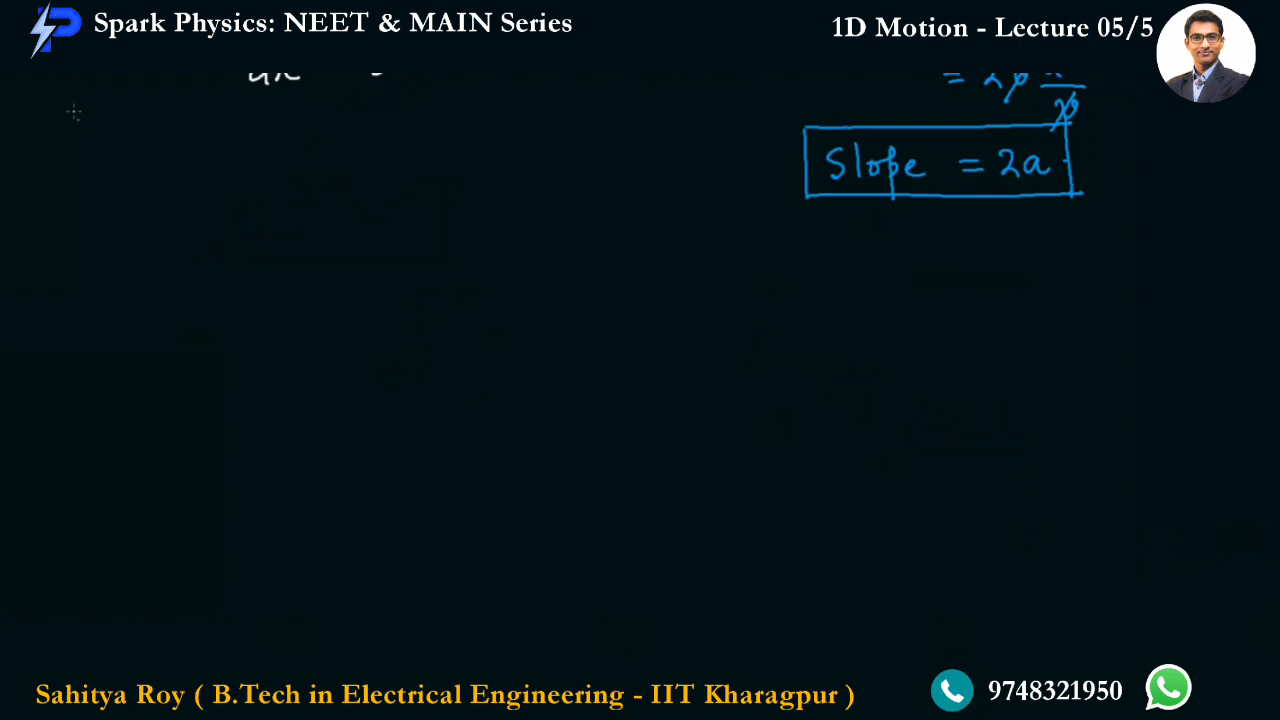 Spark Physics: NEET & MAIN Series
1D Motion - Lecture 05/5
Slope = 2a
Sahitya Roy ( B.Tech in Electrical Engineering - IIT Kharagpur )
9748321950